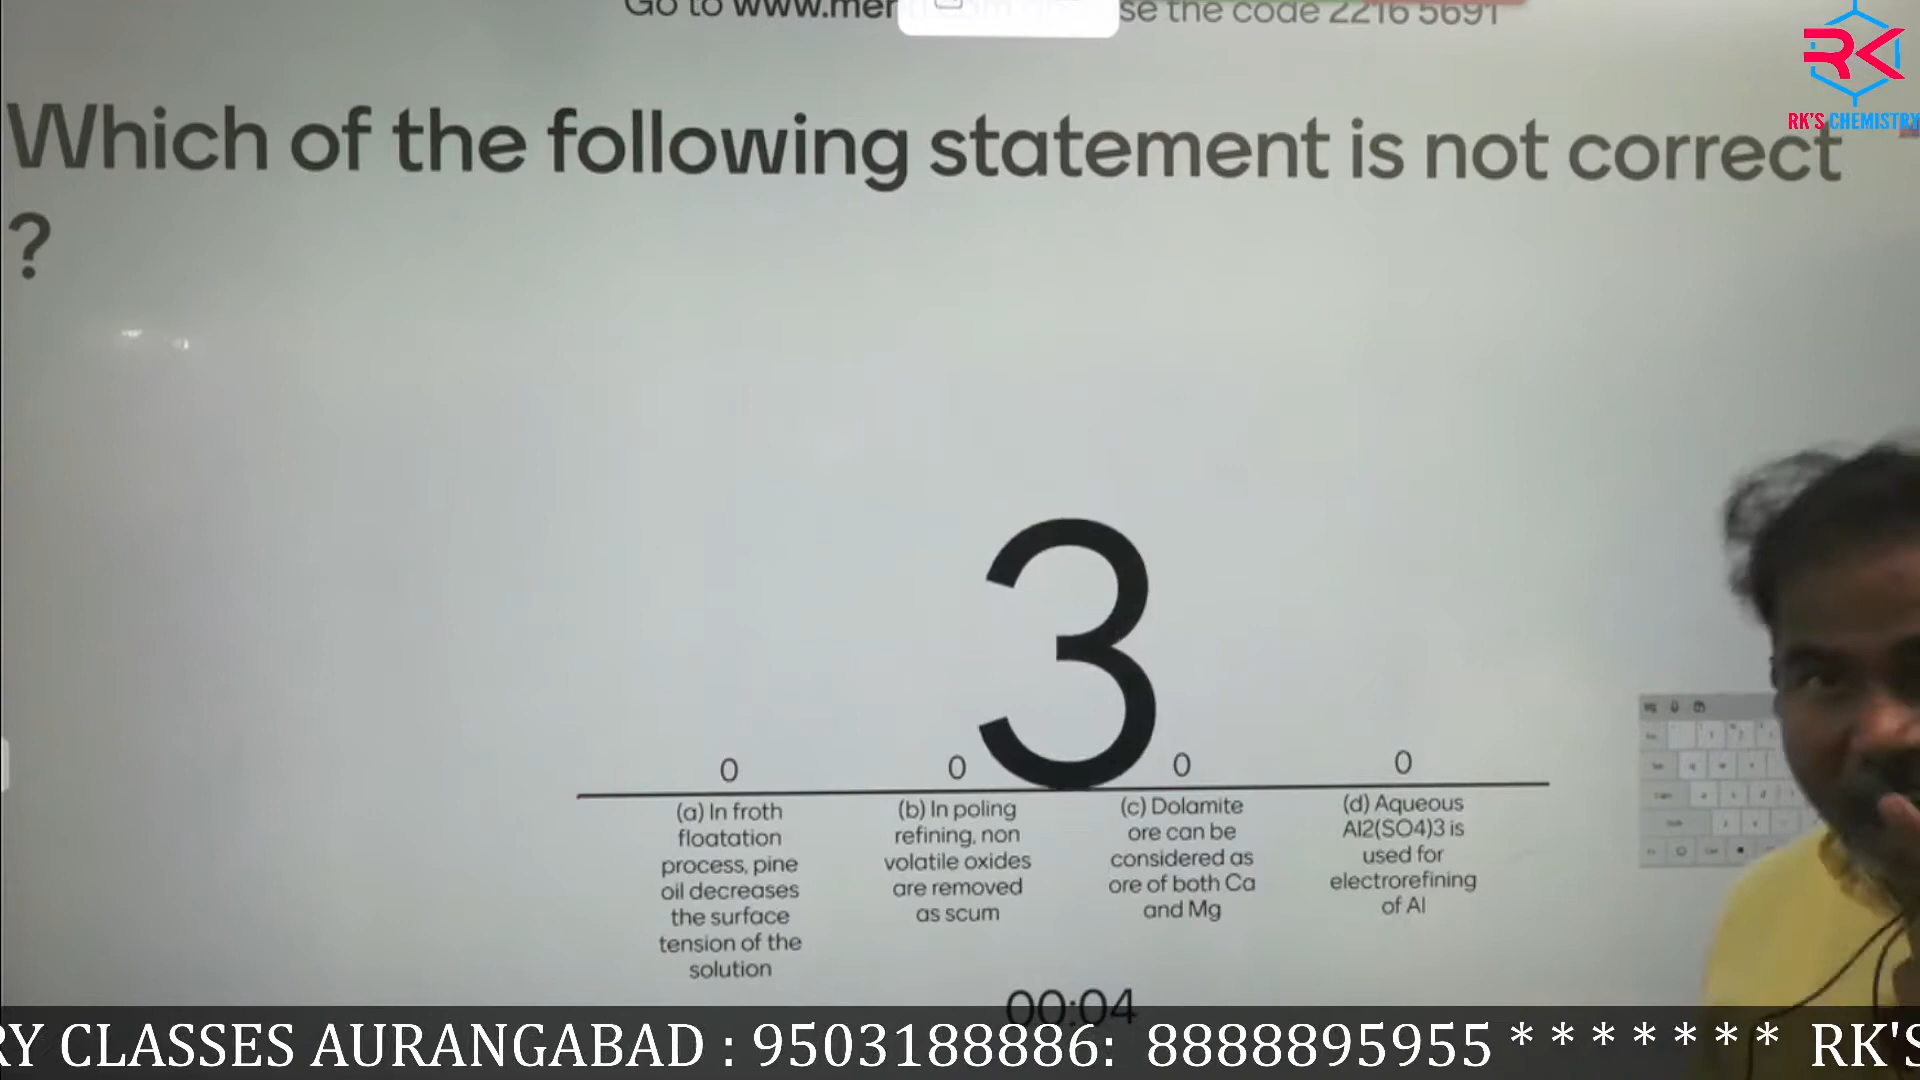 Go to www.mer se the code 2216 5691
RK
RK'S CHEMISTRY
Which of the following statement is not correct
?
3
0 0 0 0
(a) In froth
floatation
process, pine
oil decreases
the surface
tension of the
solution
(b) In poling
refining, non
volatile oxides
are removed
as scum
(c) Dolamite
ore can be
considered as
ore of both Ca
and Mg
(d) Aqueous
Al2(SO4)3 is
used for
electrorefining
of Al
00:04
RY CLASSES AURANGABAD : 9503188886: 8888895955 * * * * * * * RK'S